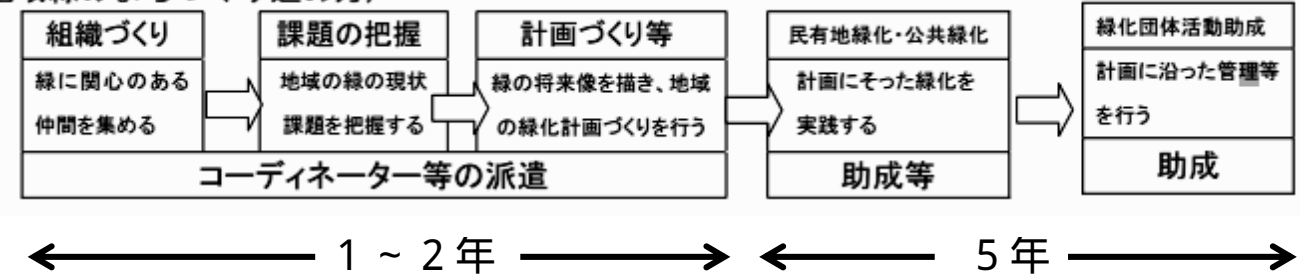 組織づくり
緑に関心のある
仲間を集める
課題の把握
地域の緑の現状
課題を把握する
計画づくり等
緑の将来像を描き、地域
の緑化計画づくりを行う
コーディネーター等の派遣
民有地緑化・公共緑化
計画にそった緑化を
実践する
助成等
緑化団体活動助成
計画に沿った管理等
を行う
助成
1 ~ 2年
5年